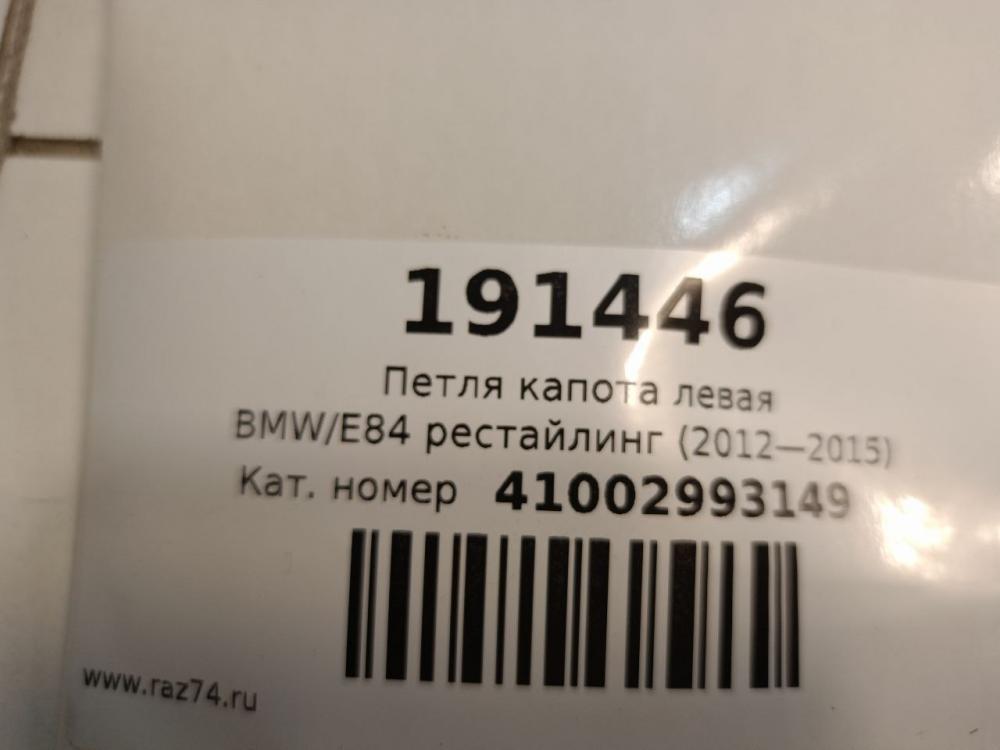 191446
Петля капота левая
BMW/E84 рестайлинг (2012—2015)
Кат. номер 41002993149
www.raz74.ru